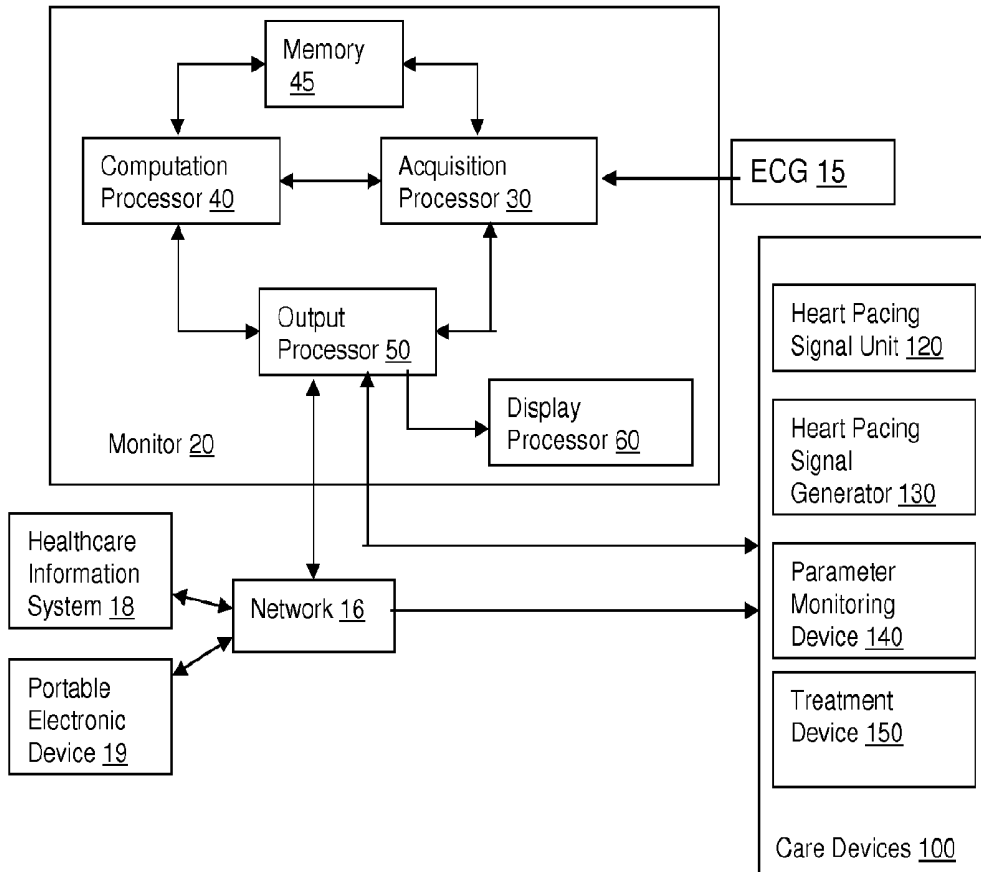 Memory
45
Computation
Processor 40
Acquisition
Processor 30
ECG 15
Output
Processor 50
Display
Processor 60
Monitor 20
Heart Pacing
Signal Unit 120
Heart Pacing
Signal
Generator 130
Parameter
Monitoring
Device 140
Treatment
Device 150
Care Devices 100
Healthcare
Information
System 18
Network 16
Portable
Electronic
Device 19